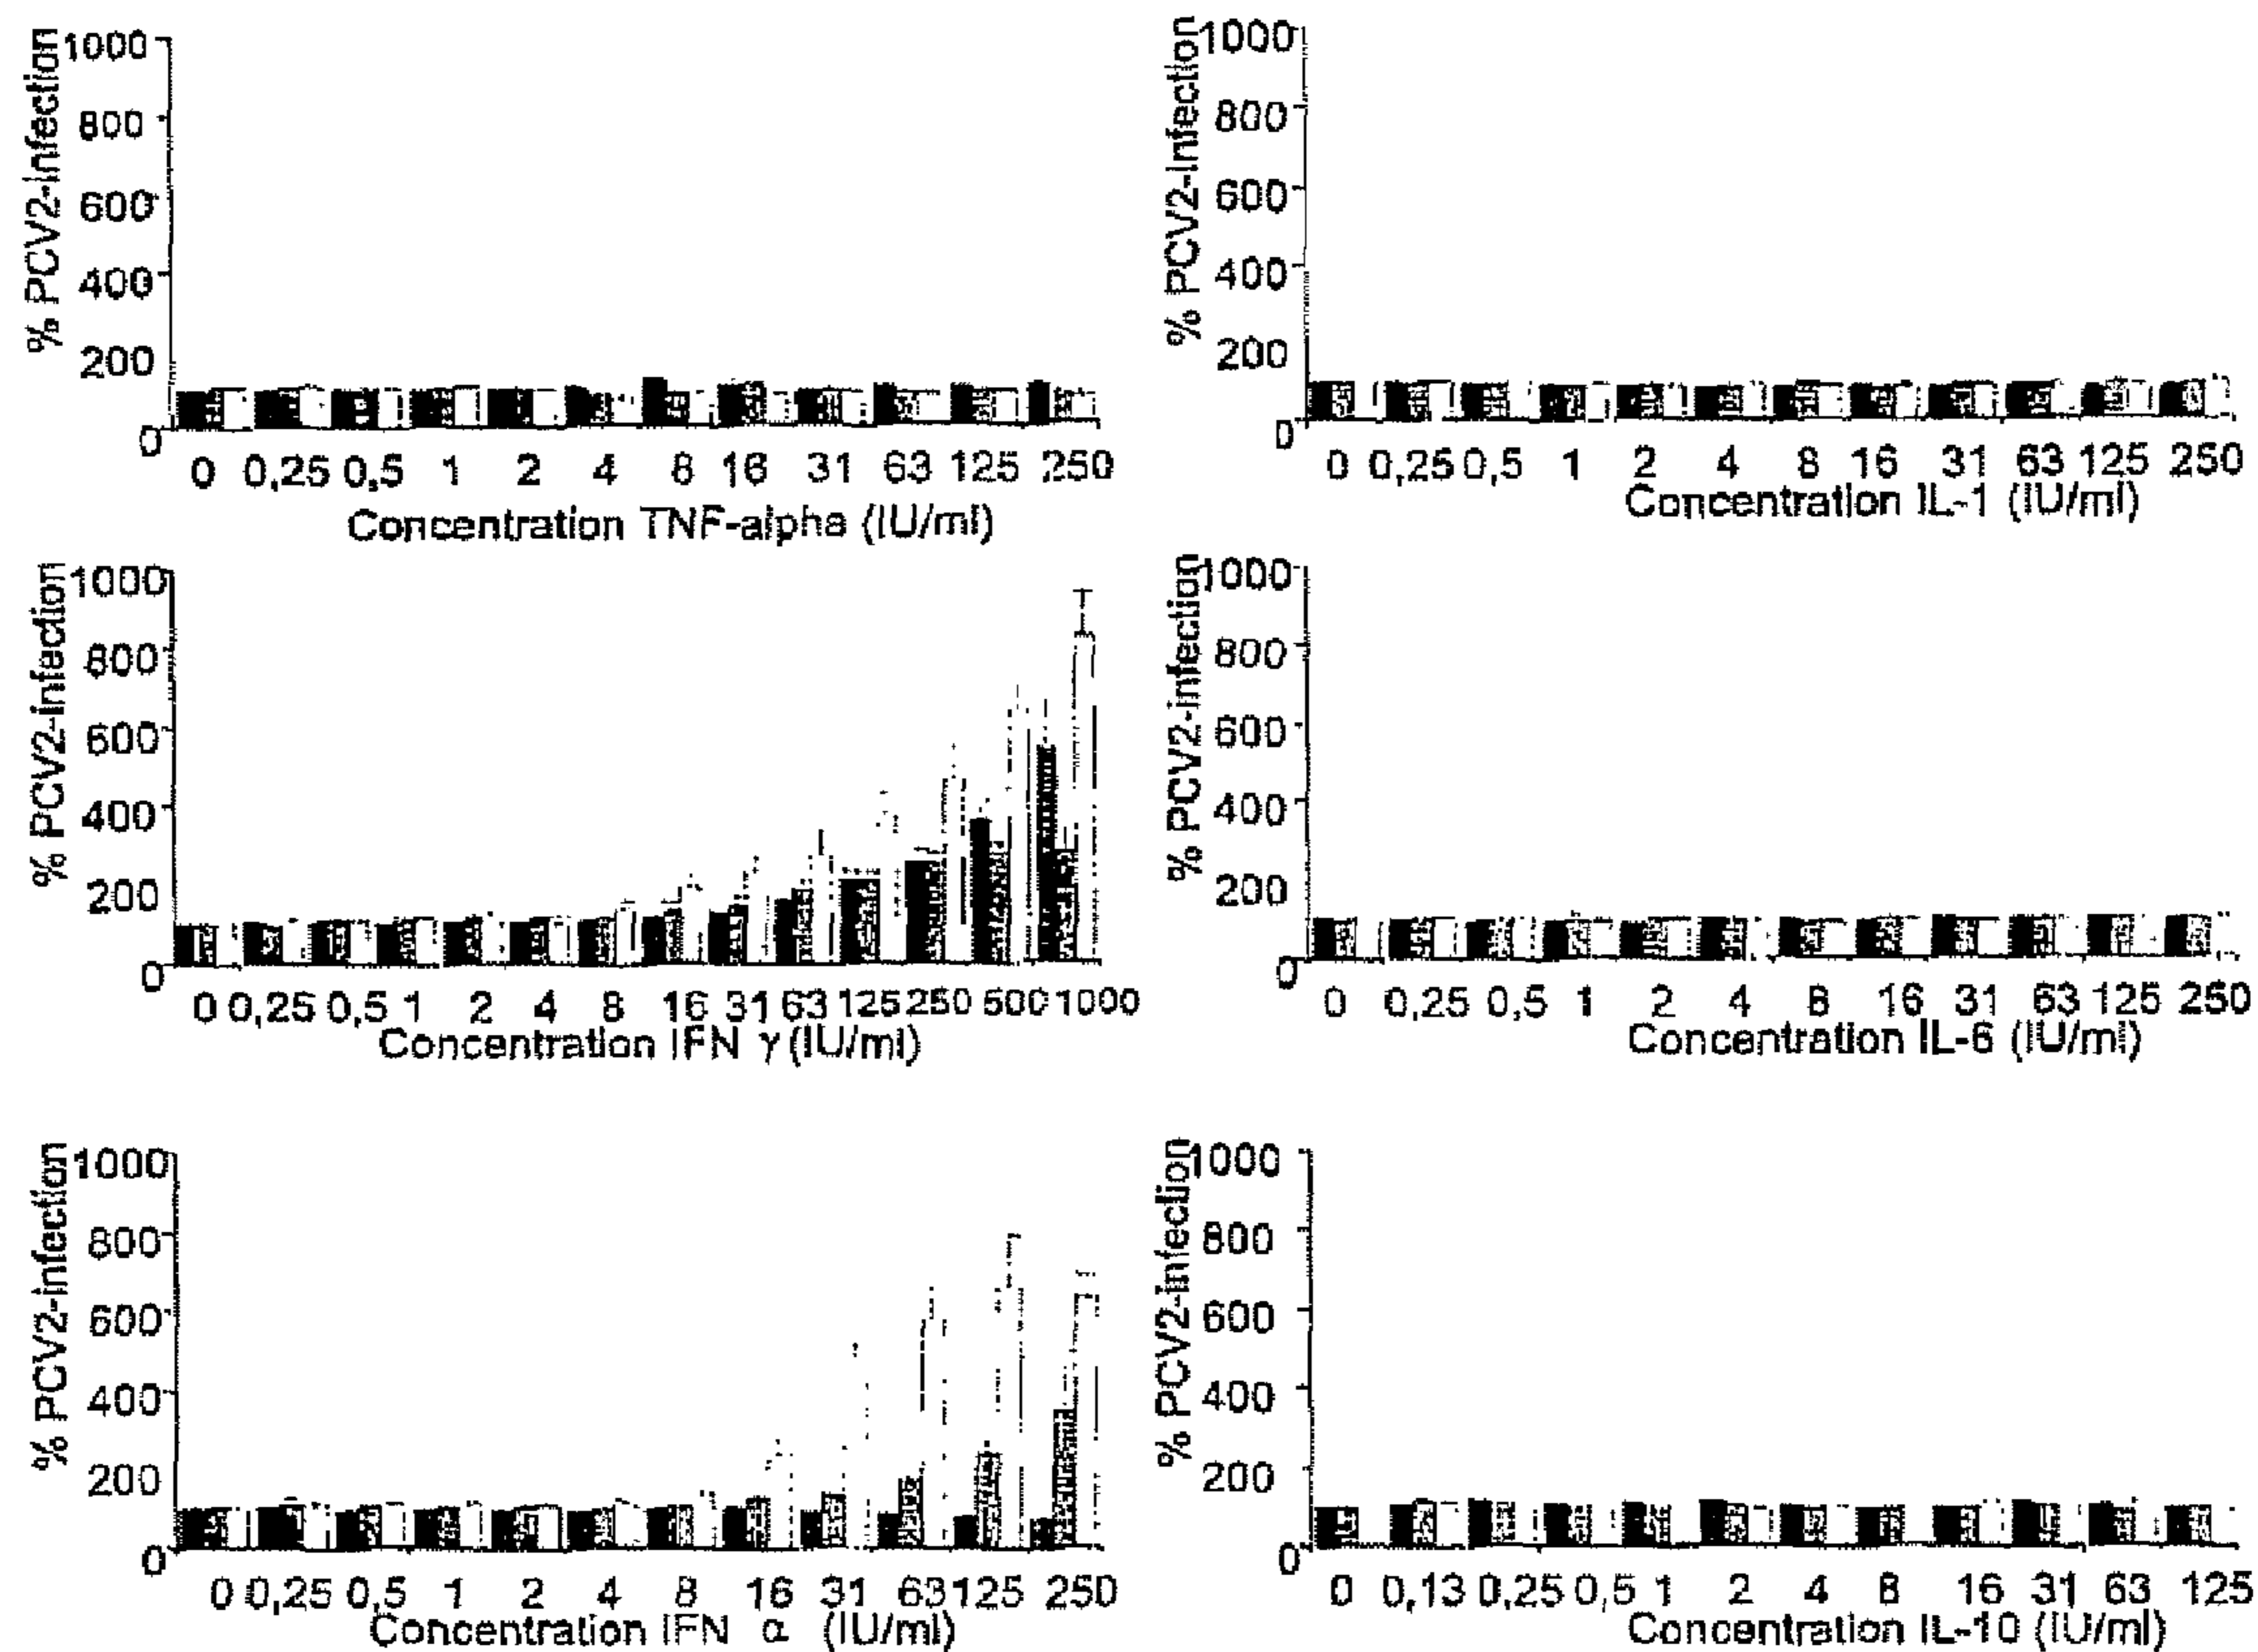 % PCV2-Infection
1000
800
600
400
200
0
0 0,25 0,5 1 2 4 8 16 31 63 125 250
Concentration TNF-alpha (IU/ml)
% PCV2-Infection
1000
800
600
400
200
0
0 0,25 0,5 1 2 4 8 16 31 63 125 250
Concentration IL-1 (IU/ml)
% PCV2-infection
1000
800
600
400
200
0
0 0,25 0,5 1 2 4 8 16 31 63 125 250 500 1000
Concentration IFN γ (IU/ml)
% PCV2-infection
1000
800
600
400
200
0
0 0,25 0,5 1 2 4 8 16 31 63 125 250
Concentration IL-6 (IU/ml)
% PCV2-infection
1000
800
600
400
200
0
0 0,25 0,5 1 2 4 8 16 31 63 125 250
Concentration IFN α (IU/ml)
% PCV2-infection
1000
800
600
400
200
0
0 0,13 0,25 0,5 1 2 4 8 16 31 63 125
Concentration IL-10 (IU/ml)